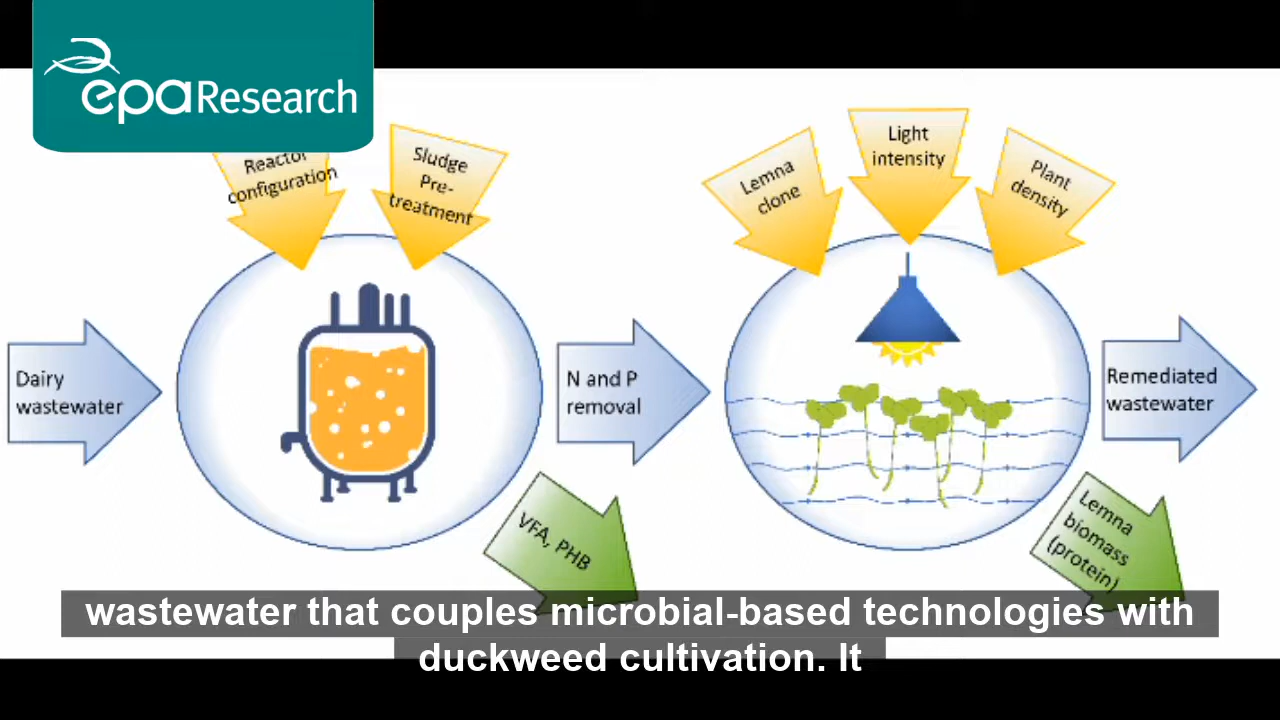 epaResearch
Reactor
configuration
Sludge
Pre-
treatment
Lemna
clone
Light
intensity
Plant
density
Dairy
wastewater
N and P
removal
Remediated
wastewater
VFA, PHB
Lemna
biomass
(protein)
wastewater that couples microbial-based technologies with
duckweed cultivation. It